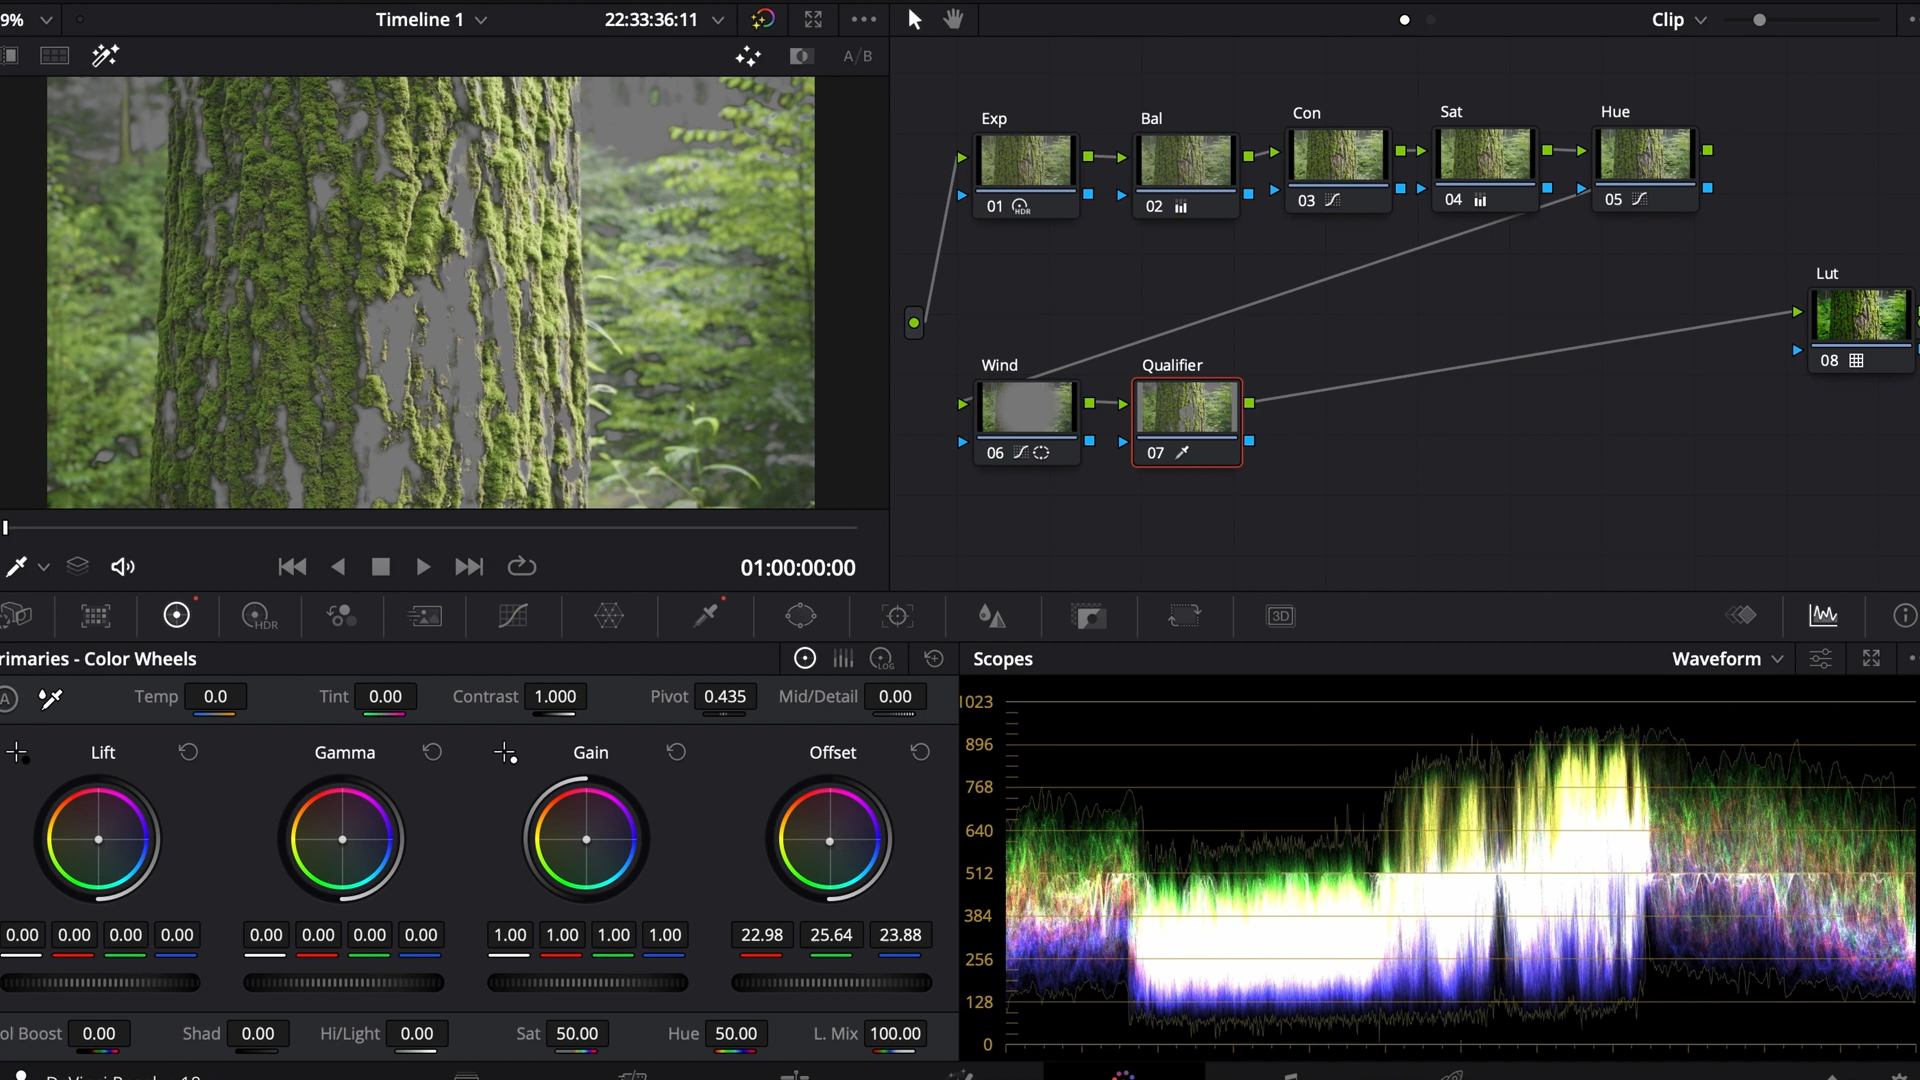 9%
Timeline 1
22:33:36:11
Clip
A/B
Exp
Bal
Con
Sat
Hue
01 HDR
02
03
04
05
Lut
08
Wind
Qualifier
06
07
01:00:00:00
HDR
3D
rimaries - Color Wheels
LOG
Scopes
Waveform
A
Temp 0.0
Tint 0.00
Contrast 1.000
Pivot 0.435
Mid/Detail 0.00
Lift
Gamma
Gain
Offset
0.00 0.00 0.00 0.00
0.00 0.00 0.00 0.00
1.00 1.00 1.00 1.00
22.98 25.64 23.88
ol Boost 0.00
Shad 0.00
Hi/Light 0.00
Sat 50.00
Hue 50.00
L. Mix 100.00
1023
896
768
640
512
384
256
128
0